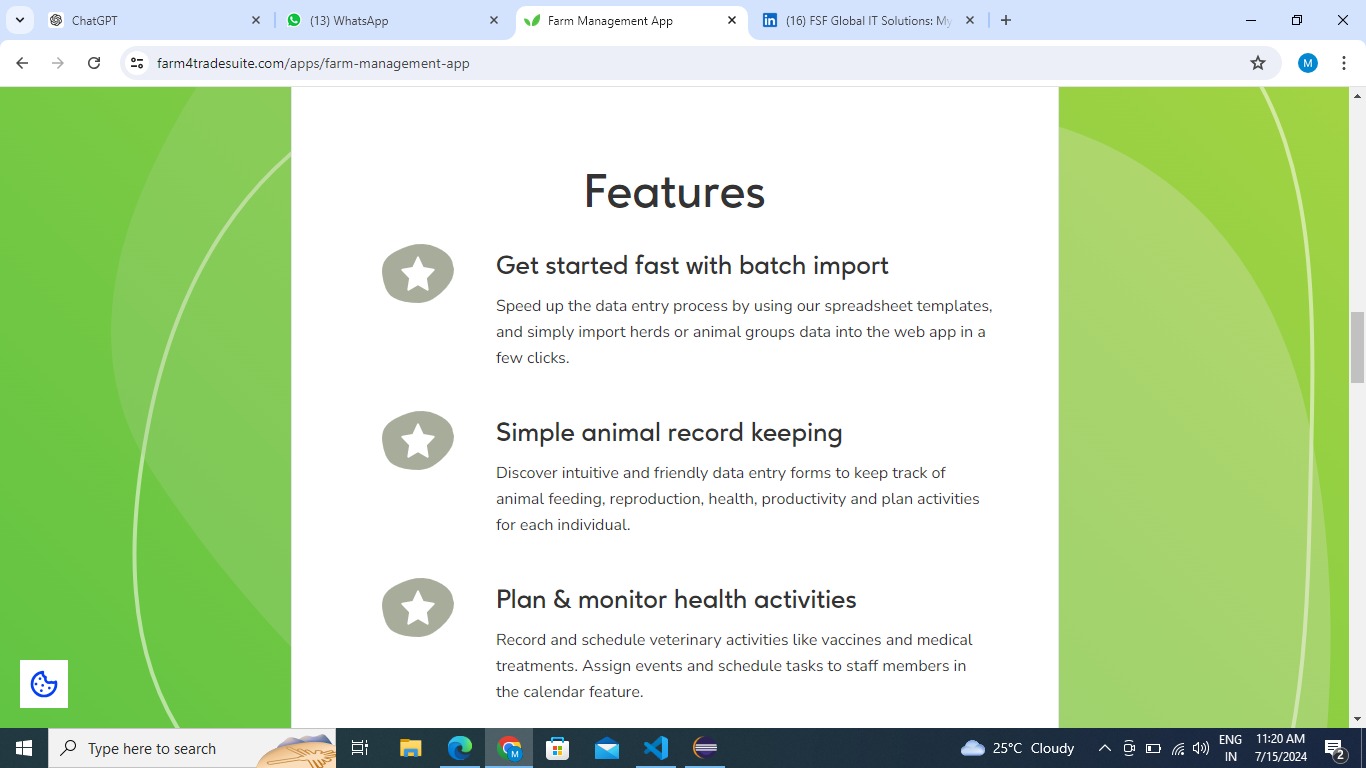 ChatGPT
(13) WhatsApp
Farm Management App
(16) FSF Global IT Solutions: My
farm4tradesuite.com/apps/farm-management-app
M
Features
Get started fast with batch import
Speed up the data entry process by using our spreadsheet templates,
and simply import herds or animal groups data into the web app in a
few clicks.
Simple animal record keeping
Discover intuitive and friendly data entry forms to keep track of
animal feeding, reproduction, health, productivity and plan activities
for each individual.
Plan & monitor health activities
Record and schedule veterinary activities like vaccines and medical
treatments. Assign events and schedule tasks to staff members in
the calendar feature.
Type here to search
M
25°C Cloudy
ENG
IN
11:20 AM
7/15/2024
2